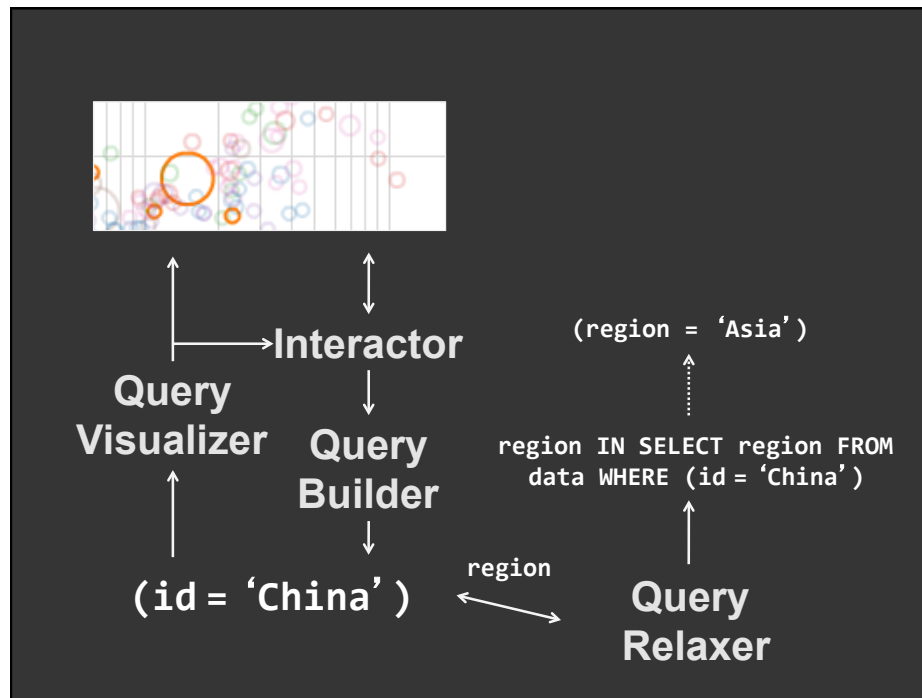 Interactor
(region = ‘Asia’)
Query
Visualizer
Query
Builder
region IN SELECT region FROM
data WHERE (id = ‘China’)
region
(id = ‘China’)
Query
Relaxer